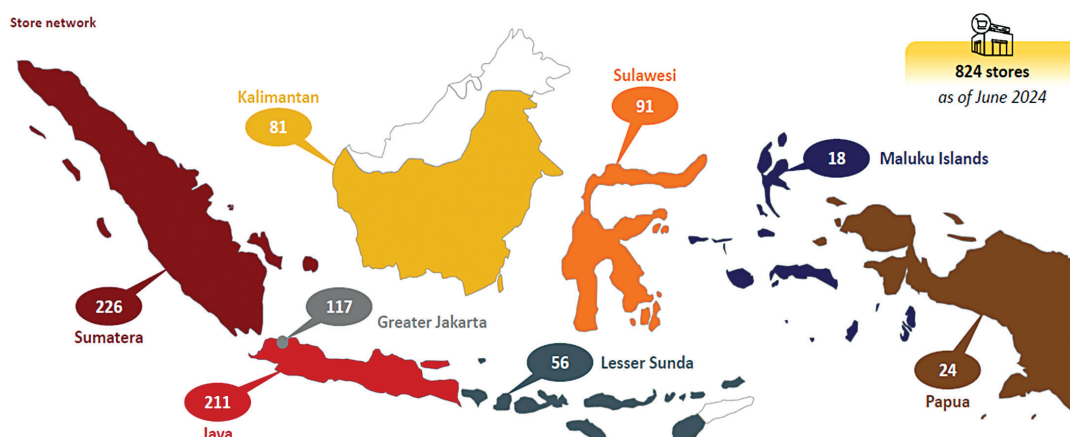 Store network
824 stores
as of June 2024
Kalimantan
81
Sulawesi
91
18
Maluku Islands
226
Sumatera
117
Greater Jakarta
211
Java
56
Lesser Sunda
24
Papua